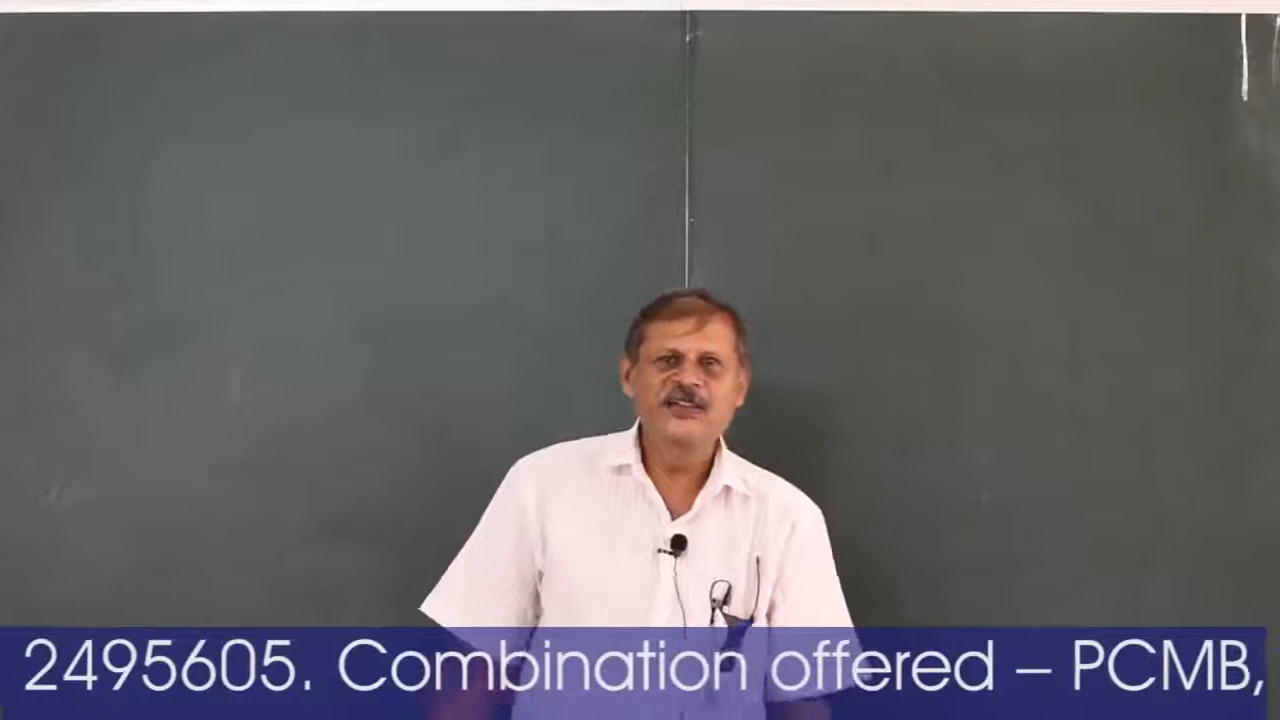 2495605. Combination offered – PCMB,